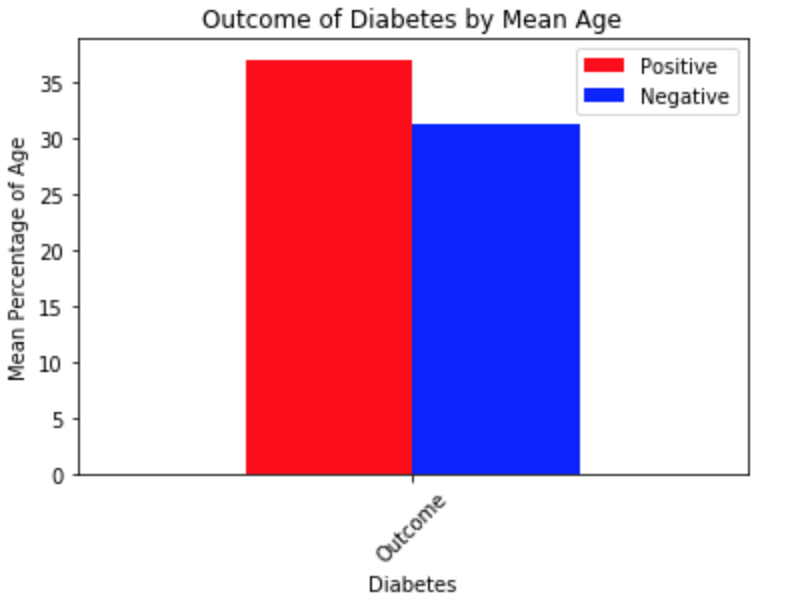 Outcome of Diabetes by Mean Age
Positive
Negative
Mean Percentage of Age
35
30
25
20
15
10
5
0
Outcome
Diabetes